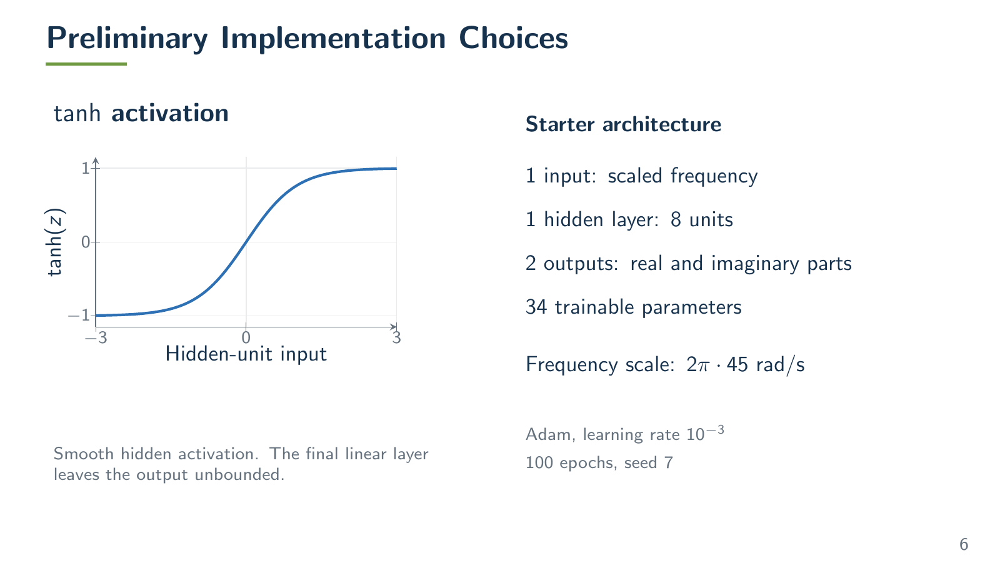 Preliminary Implementation Choices
tanh activation
1
0
−1
tanh(z)
−3 0 3
Hidden-unit input
Smooth hidden activation. The final linear layer
leaves the output unbounded.
Starter architecture
1 input: scaled frequency
1 hidden layer: 8 units
2 outputs: real and imaginary parts
34 trainable parameters
Frequency scale: 2π · 45 rad/s
Adam, learning rate 10⁻³
100 epochs, seed 7
6